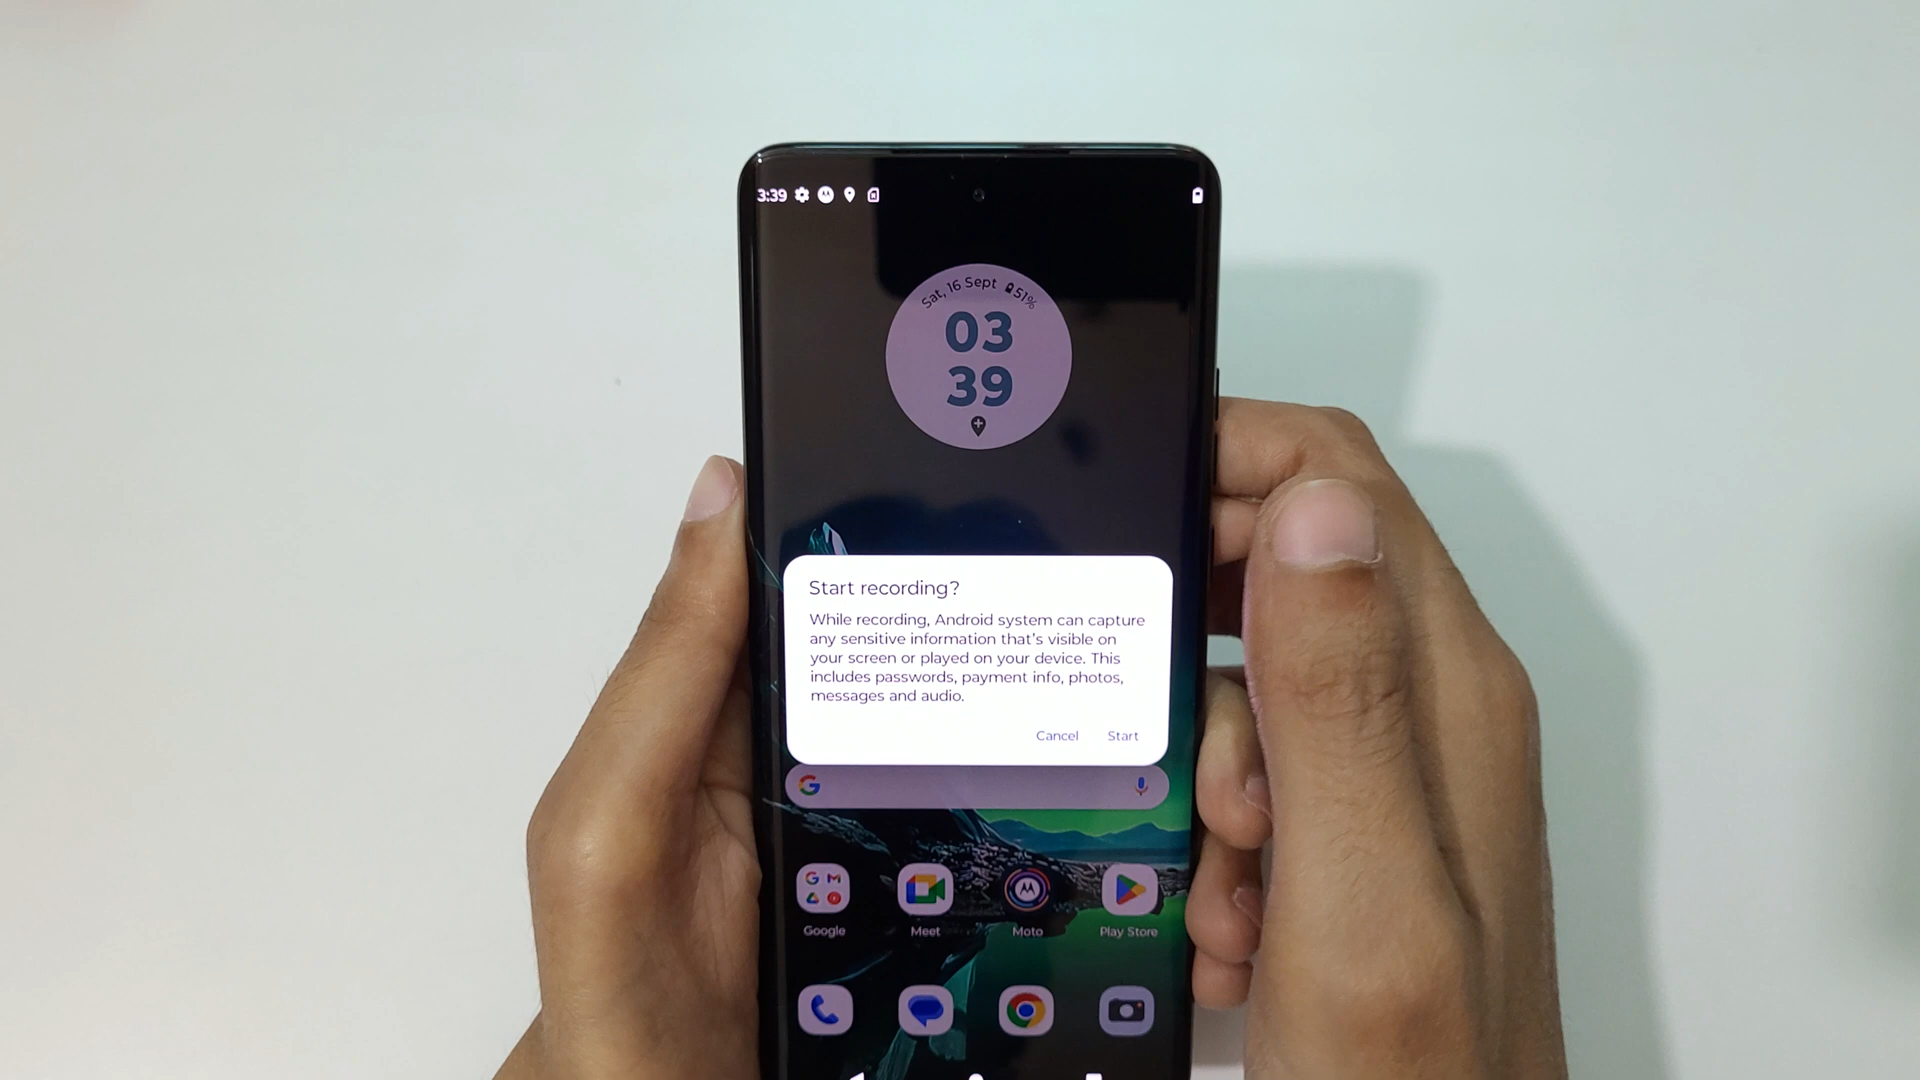 3:39
Sat, 16 Sept 51%
03
39
Start recording?
While recording, Android system can capture
any sensitive information that's visible on
your screen or played on your device. This
includes passwords, payment info, photos,
messages and audio.
Cancel Start
Google Meet Moto Play Store